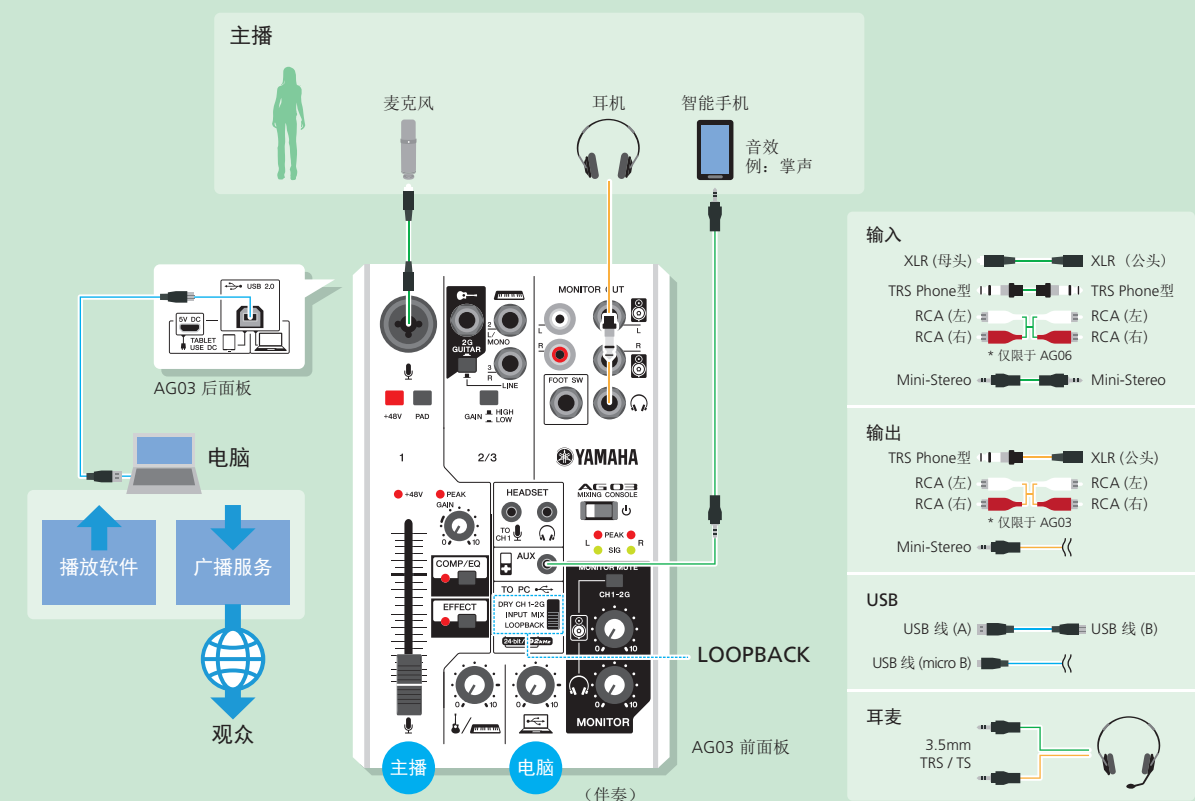 主播
麦克风
耳机
智能手机
音效
例：掌声
USB 2.0
5V DC
TABLET
USE DC
AG03 后面板
电脑
播放软件
广播服务
观众
MONITOR OUT
2G
GUITAR
2
L/
MONO
3
R
LINE
L
L
R
R
FOOT SW
+48V
PAD
GAIN
HIGH
LOW
1
2/3
YAMAHA
AG03
MIXING CONSOLE
+48V
PEAK
GAIN
0
10
HEADSET
TO
CH 1
L
PEAK
R
SIG
AUX
COMP/EQ
EFFECT
TO PC
DRY CH 1-2G
INPUT MIX
LOOPBACK
24-bit/192kHz
MONITOR MUTE
CH1-2G
0
10
LOOPBACK
0
10
0
10
0
10
MONITOR
主播
电脑
（伴奏）
AG03 前面板
输入
XLR (母头) XLR （公头）
TRS Phone型 TRS Phone型
RCA (左) RCA (左)
RCA (右) RCA (右)
* 仅限于 AG06
Mini-Stereo Mini-Stereo
输出
TRS Phone型 XLR (公头)
RCA (左) RCA (左)
RCA (右) RCA (右)
* 仅限于 AG03
Mini-Stereo
USB
USB 线 (A) USB 线 (B)
USB 线 (micro B)
耳麦
3.5mm
TRS / TS